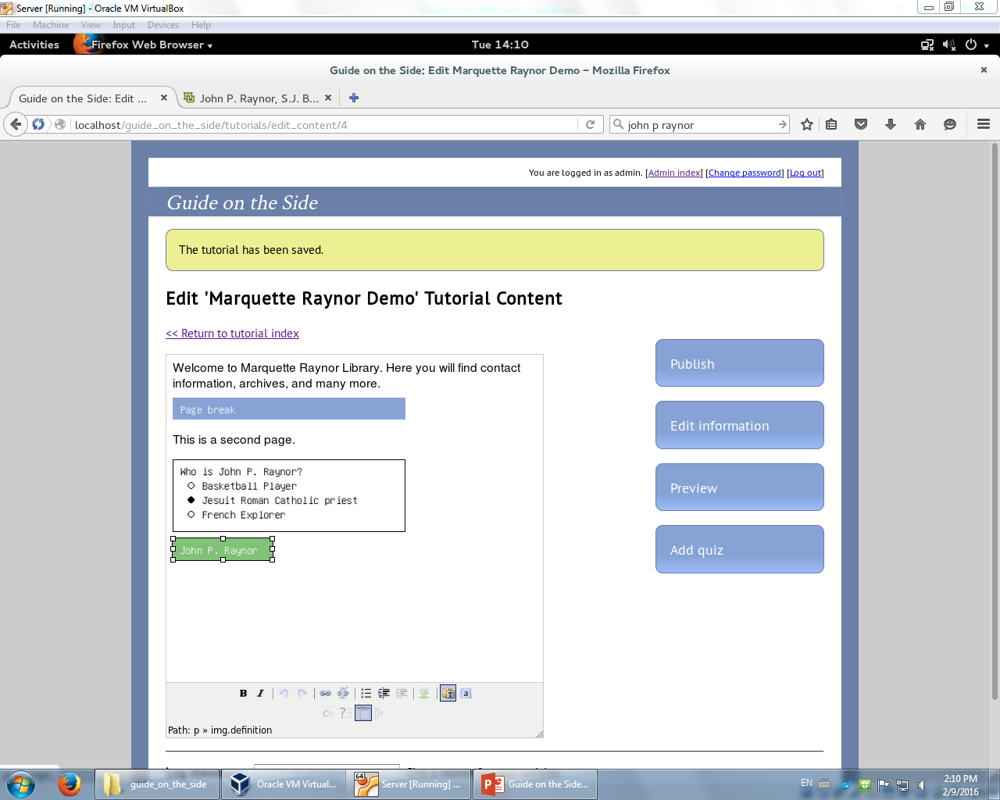 Server [Running] - Oracle VM VirtualBox
File Machine View Input Devices Help
Activities Firefox Web Browser Tue 14:10
Guide on the Side: Edit Marquette Raynor Demo – Mozilla Firefox
Guide on the Side: Edit ... John P. Raynor, S.J. B...
localhost/guide_on_the_side/tutorials/edit_content/4 john p raynor
You are logged in as admin. [Admin index] [Change password] [Log out]
Guide on the Side
The tutorial has been saved.
Edit 'Marquette Raynor Demo' Tutorial Content
<< Return to tutorial index
Welcome to Marquette Raynor Library. Here you will find contact
information, archives, and many more.
Page break
This is a second page.
Who is John P. Raynor?
Basketball Player
Jesuit Roman Catholic priest
French Explorer
John P. Raynor
Publish
Edit information
Preview
Add quiz
B I
Ch ?
Path: p » img.definition
guide_on_the_side Oracle VM Virtual... 64 Server [Running] ... Guide on the Side... EN 2:10 PM
2/9/2016